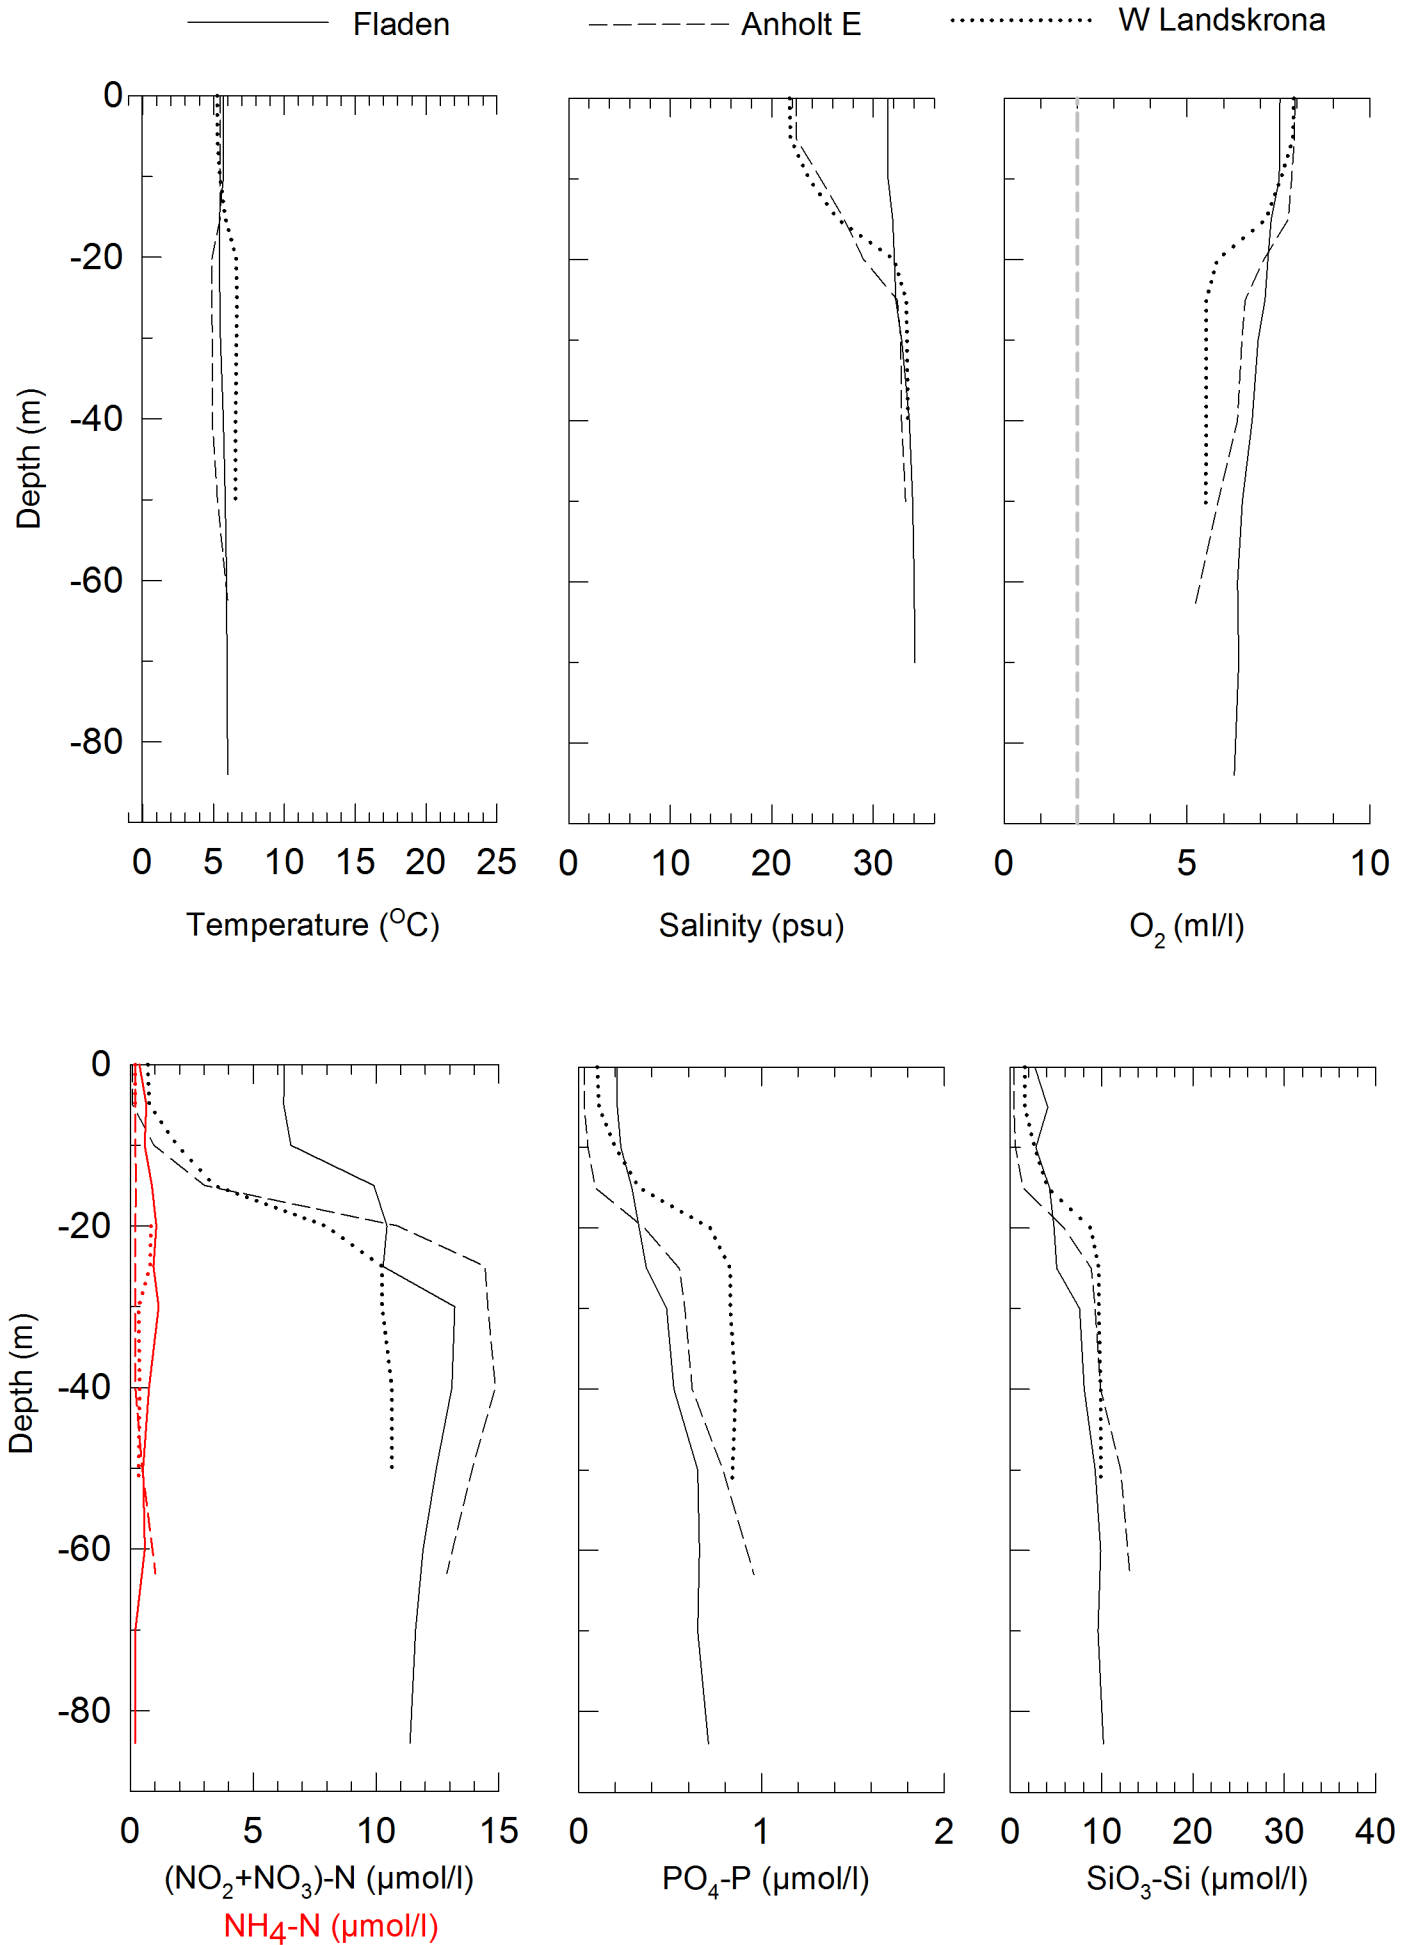 Fladen Anholt E W Landskrona
0
-20
-40
-60
-80
Depth (m)
0 5 10 15 20 25
0 10 20 30
0 5 10
Temperature (OC) Salinity (psu) O2 (ml/l)
0
-20
-40
-60
-80
Depth (m)
0 5 10 15
0 1 2
0 10 20 30 40
(NO2+NO3)-N (µmol/l) PO4-P (µmol/l) SiO3-Si (µmol/l)
NH4-N (µmol/l)